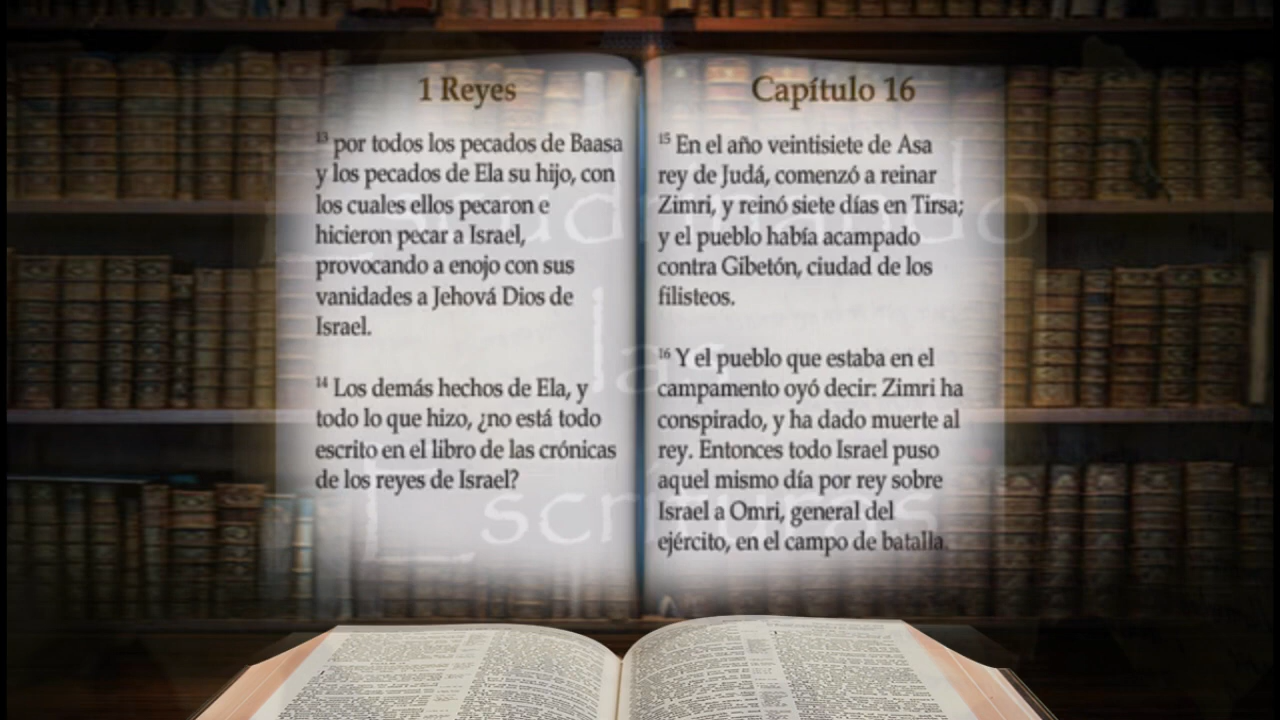 1 Reyes
13 por todos los pecados de Baasa
y los pecados de Ela su hijo, con
los cuales ellos pecaron e
hicieron pecar a Israel,
provocando a enojo con sus
vanidades a Jehová Dios de
Israel.
14 Los demás hechos de Ela, y
todo lo que hizo, ¿no está todo
escrito en el libro de las crónicas
de los reyes de Israel?
Capítulo 16
15 En el año veintisiete de Asa
rey de Judá, comenzó a reinar
Zimri, y reinó siete días en Tirsa;
y el pueblo había acampado
contra Gibetón, ciudad de los
filisteos.
16 Y el pueblo que estaba en el
campamento oyó decir: Zimri ha
conspirado, y ha dado muerte al
rey. Entonces todo Israel puso
aquel mismo día por rey sobre
Israel a Omri, general del
ejército, en el campo de batalla.
las
Escrituras